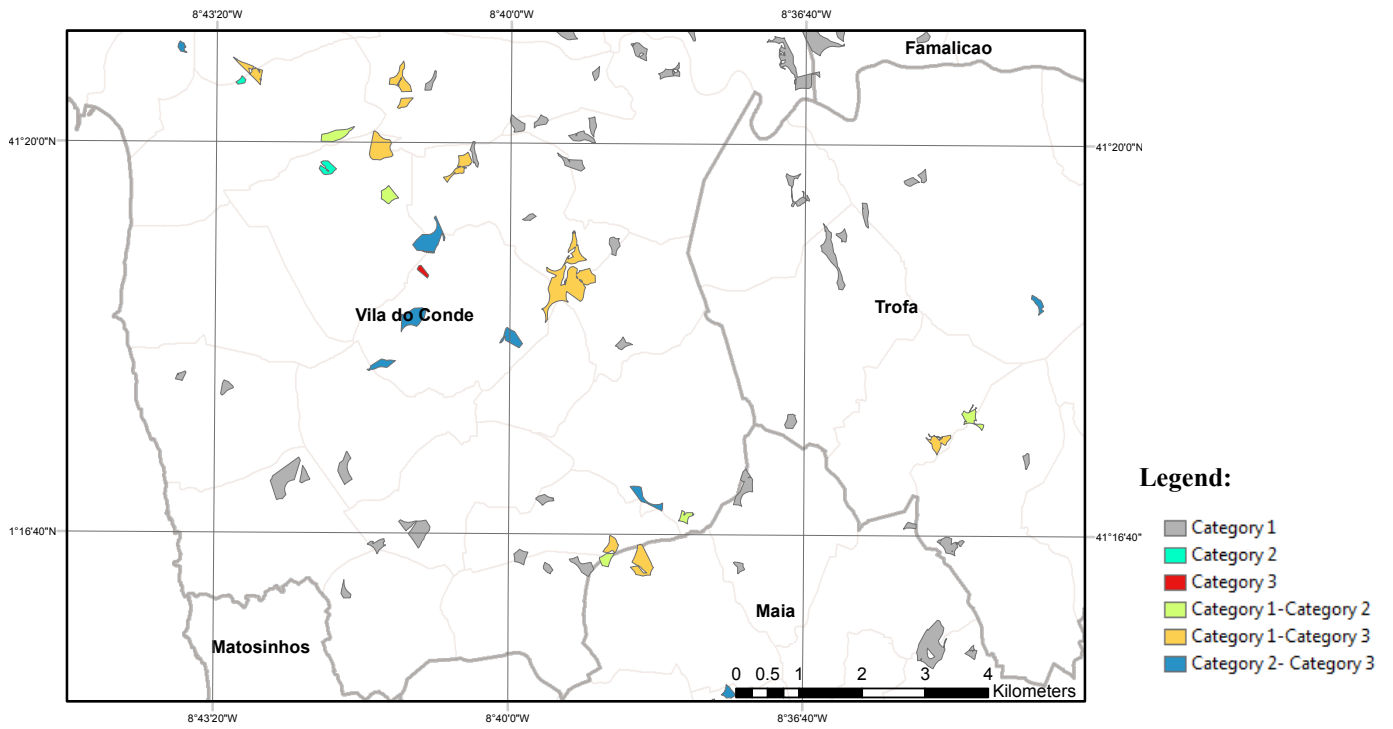 8°43'20"W 8°40'0"W 8°36'40"W
Famalicao
41°20'0"N 41°20'0"N
Trofa
Vila do Conde
Legend:
1°16'40"N 41°16'40"
Category 1
Category 2
Category 3
Category 1-Category 2
Category 1-Category 3
Category 2- Category 3
Maia
Matosinhos
0 0.5 1 2 3 4
Kilometers
8°43'20"W 8°40'0"W 8°36'40"W